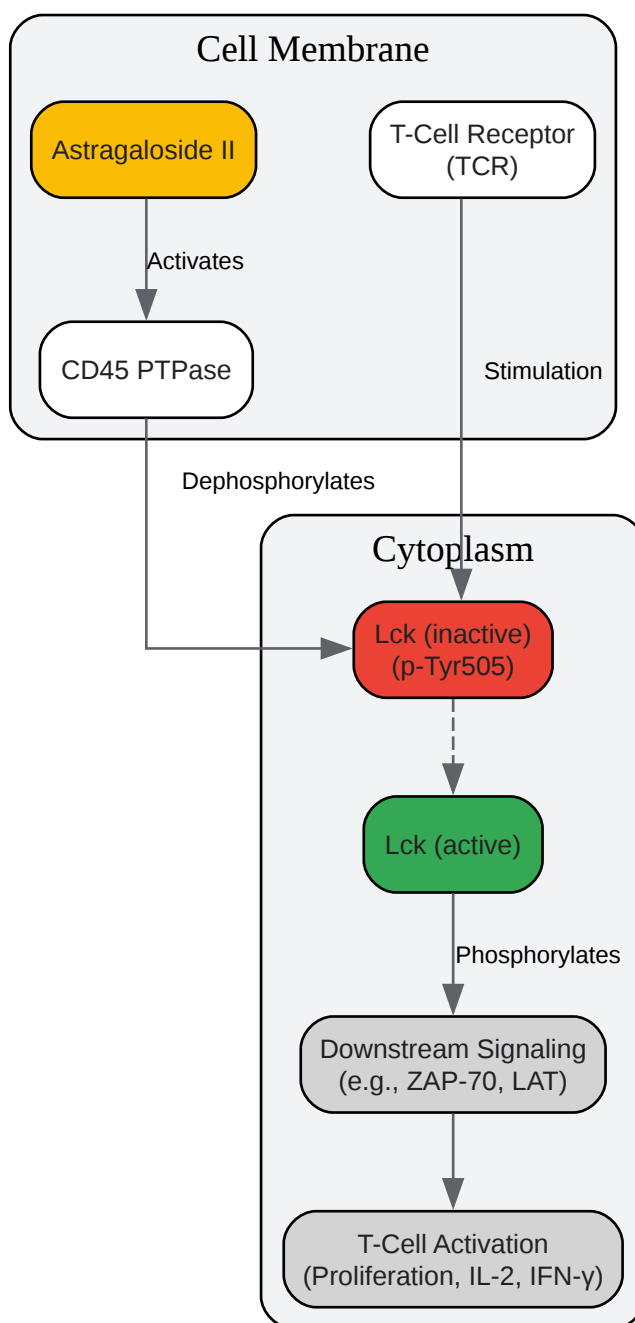 Cell Membrane
Astragaloside II
T-Cell Receptor
(TCR)
Activates
CD45 PTPase
Stimulation
Dephosphorylates
Cytoplasm
Lck (inactive)
(p-Tyr505)
Lck (active)
Phosphorylates
Downstream Signaling
(e.g., ZAP-70, LAT)
T-Cell Activation
(Proliferation, IL-2, IFN-γ)